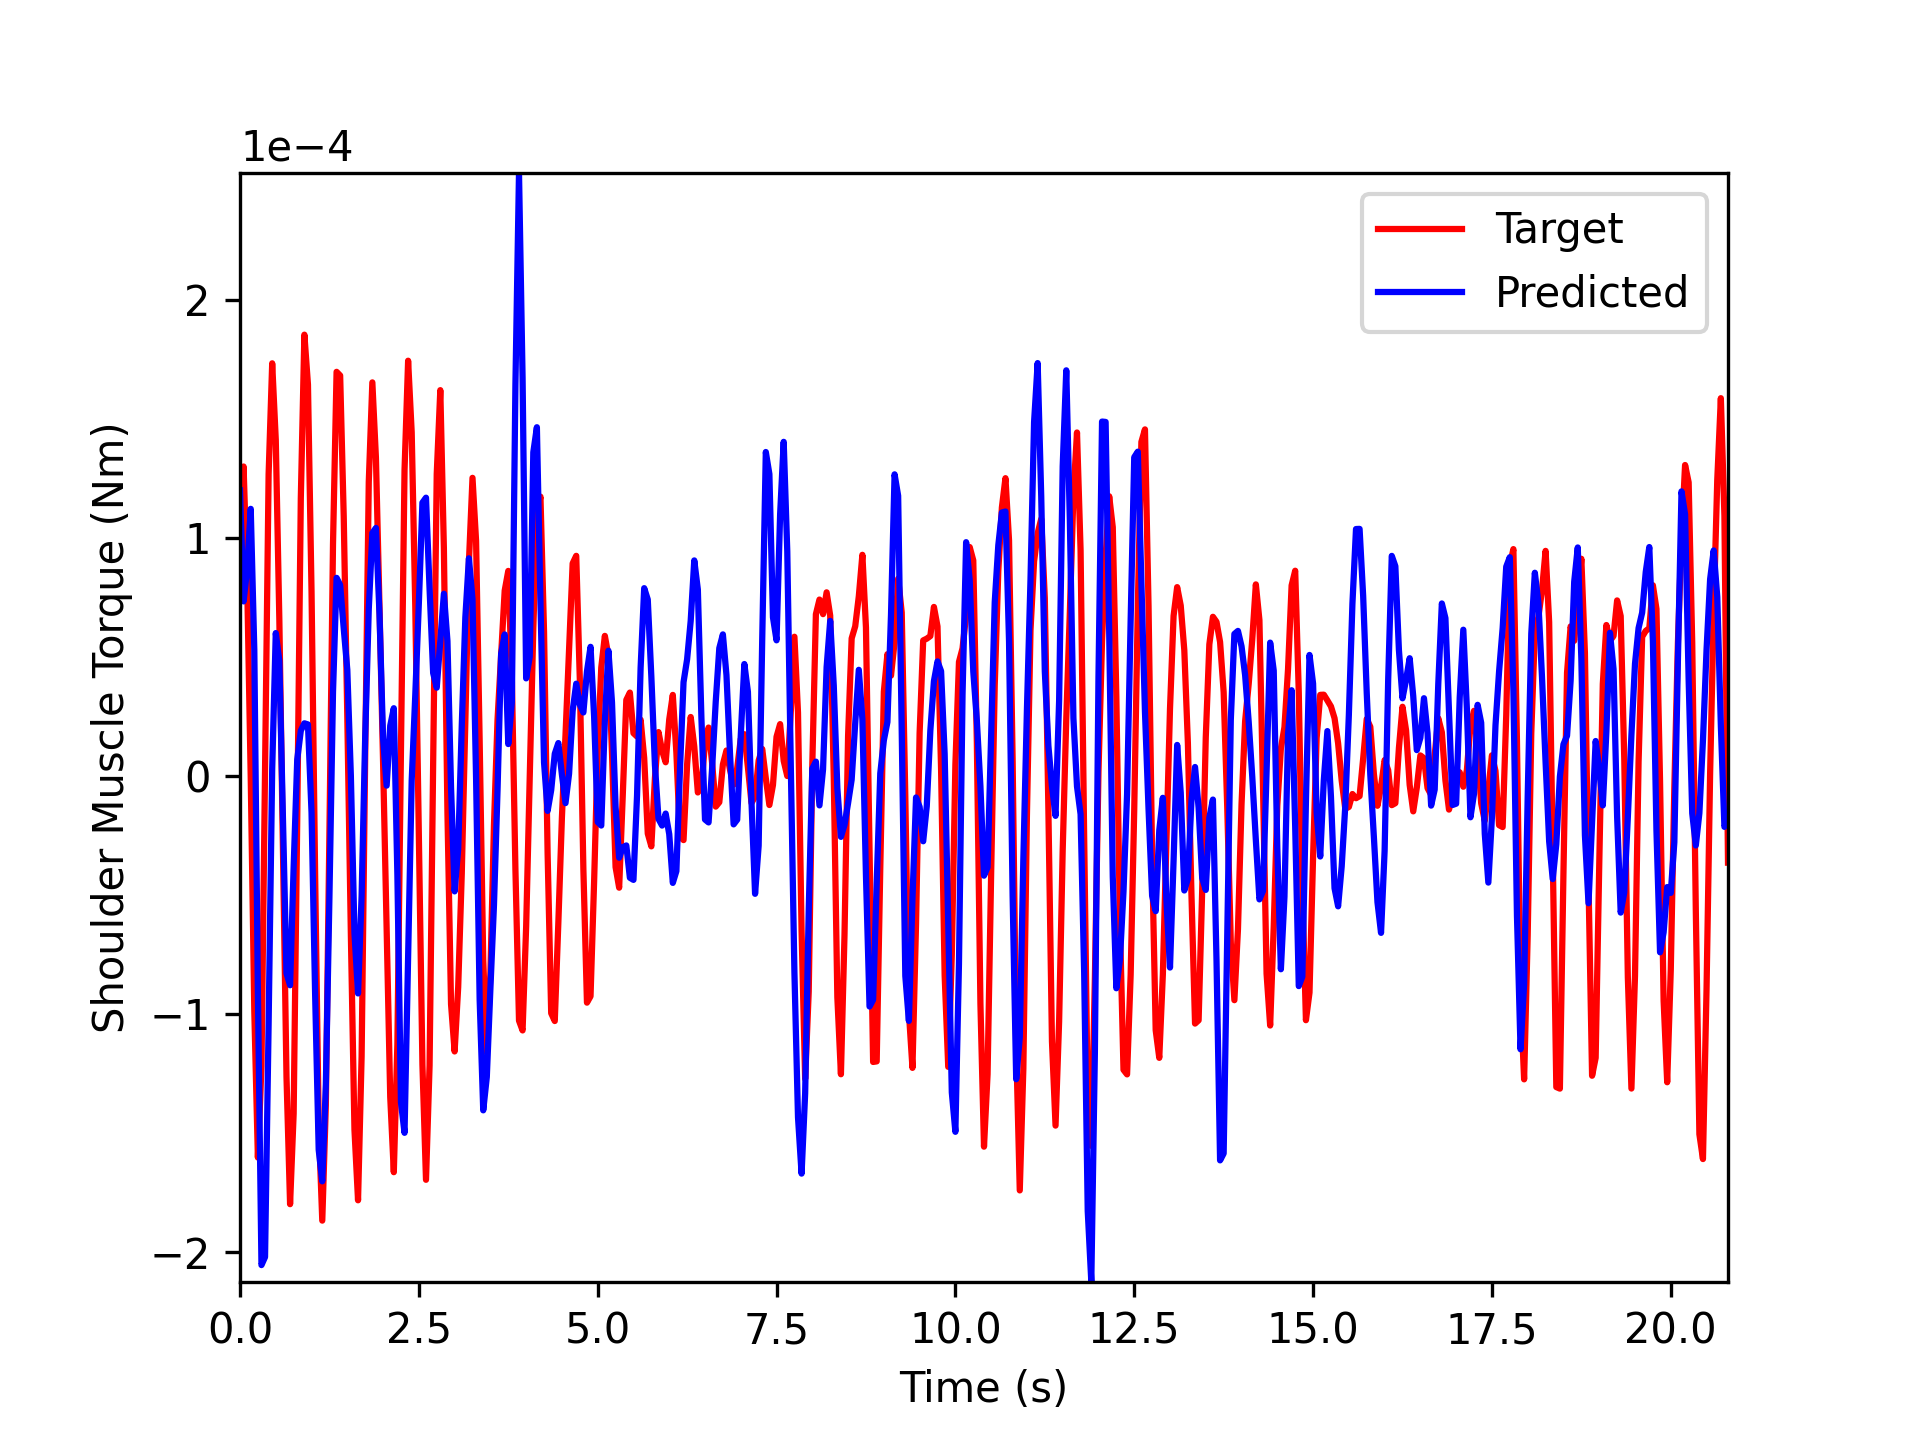 1e−4
Target
Predicted
2
1
0
−1
−2
Shoulder Muscle Torque (Nm)
0.0 2.5 5.0 7.5 10.0 12.5 15.0 17.5 20.0
Time (s)